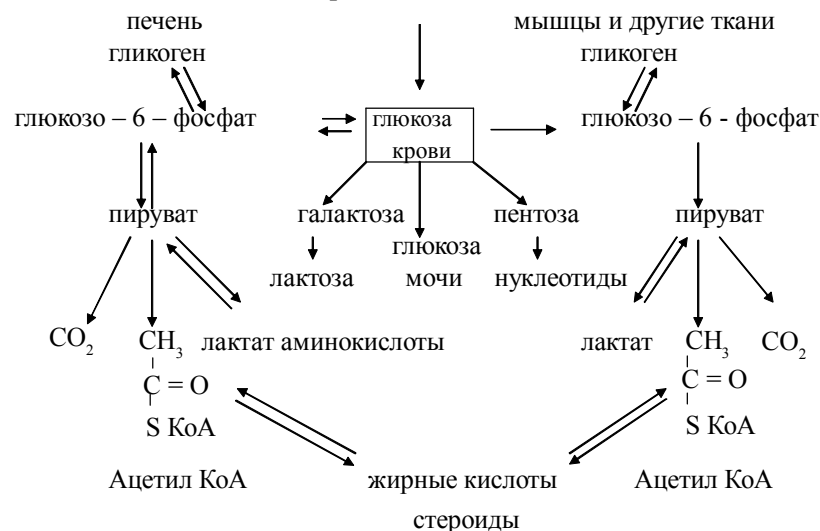 печень
мышцы и другие ткани
гликоген
гликоген
глюкозо – 6 – фосфат
глюкоза
крови
глюкозо – 6 - фосфат
пируват
галактоза
пентоза
пируват
глюкоза
мочи
лактоза
нуклеотиды
CO2
CH3
лактат аминокислоты
лактат
CH3
CO2
C = O
C = O
S КоА
S КоА
Ацетил КоА
жирные кислоты
Ацетил КоА
стероиды